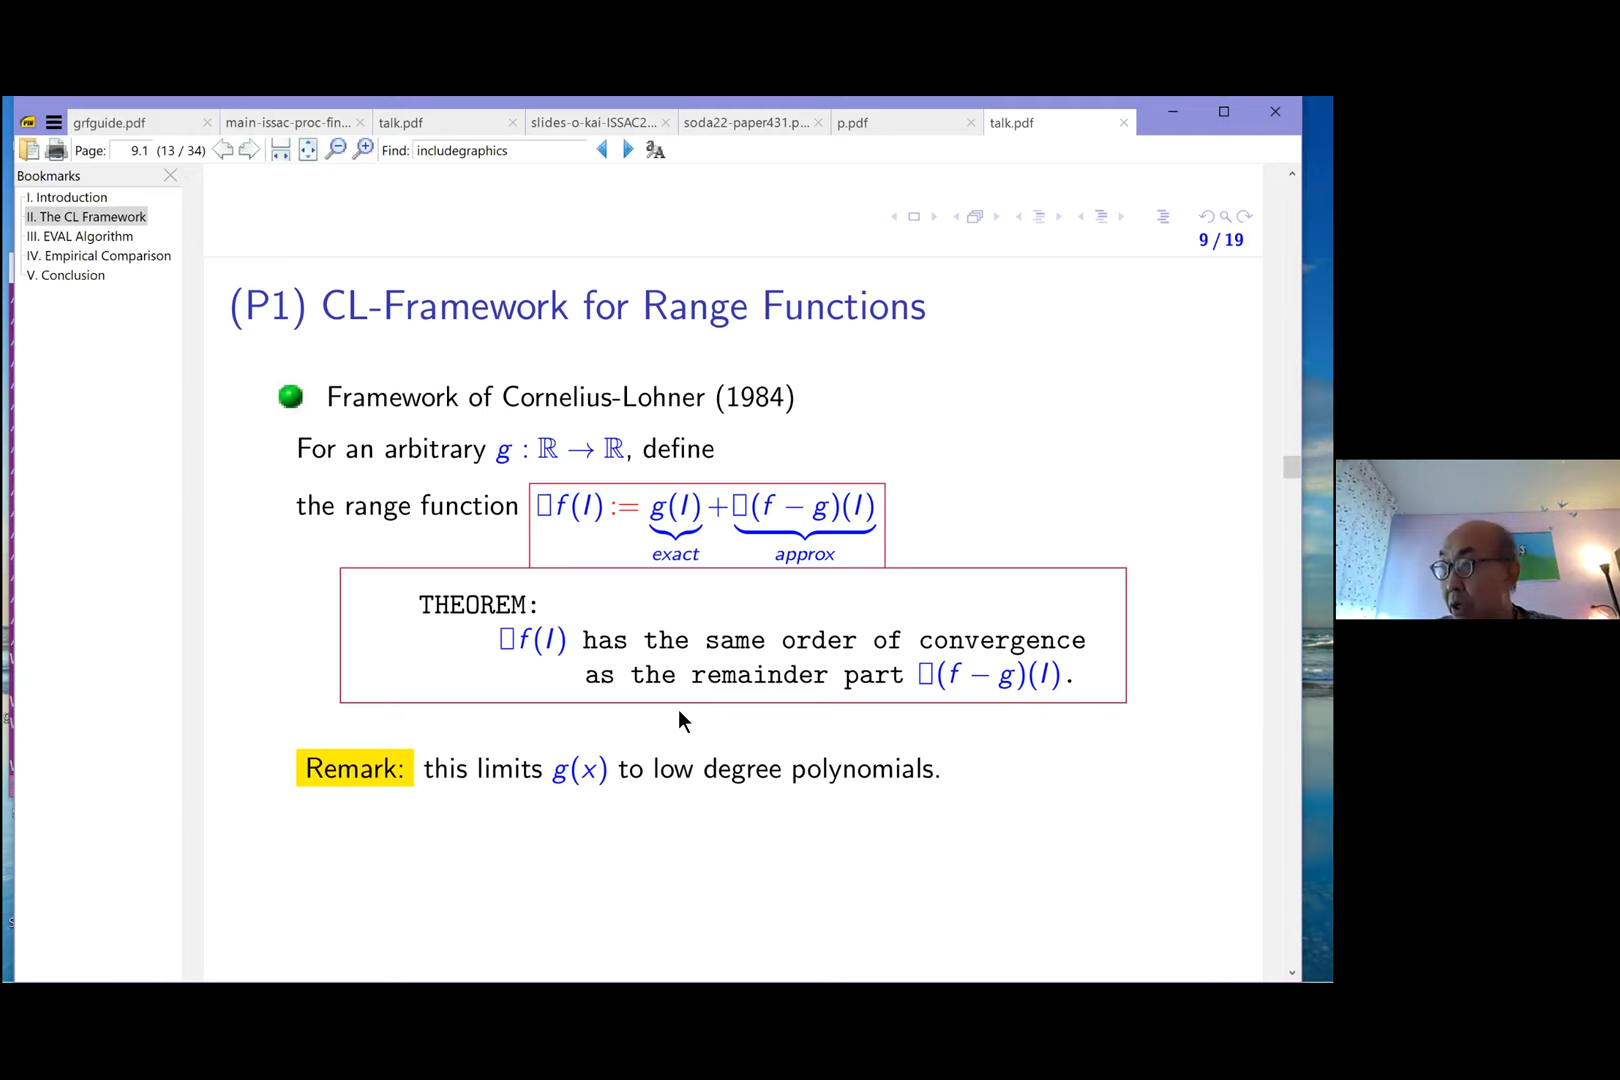 grfguide.pdf
main-issac-proc-fin...
talk.pdf
slides-o-kai-ISSAC2...
soda22-paper431.p...
p.pdf
talk.pdf
Page: 9.1 (13 / 34) Find: includegraphics
Bookmarks
I. Introduction
II. The CL Framework
III. EVAL Algorithm
IV. Empirical Comparison
V. Conclusion
9 / 19
(P1) CL-Framework for Range Functions
Framework of Cornelius-Lohner (1984)
For an arbitrary g : ℝ → ℝ, define
the range function □f(I) := g(I) + □(f − g)(I)
exact approx
THEOREM:
□f(I) has the same order of convergence
as the remainder part □(f − g)(I).
Remark: this limits g(x) to low degree polynomials.